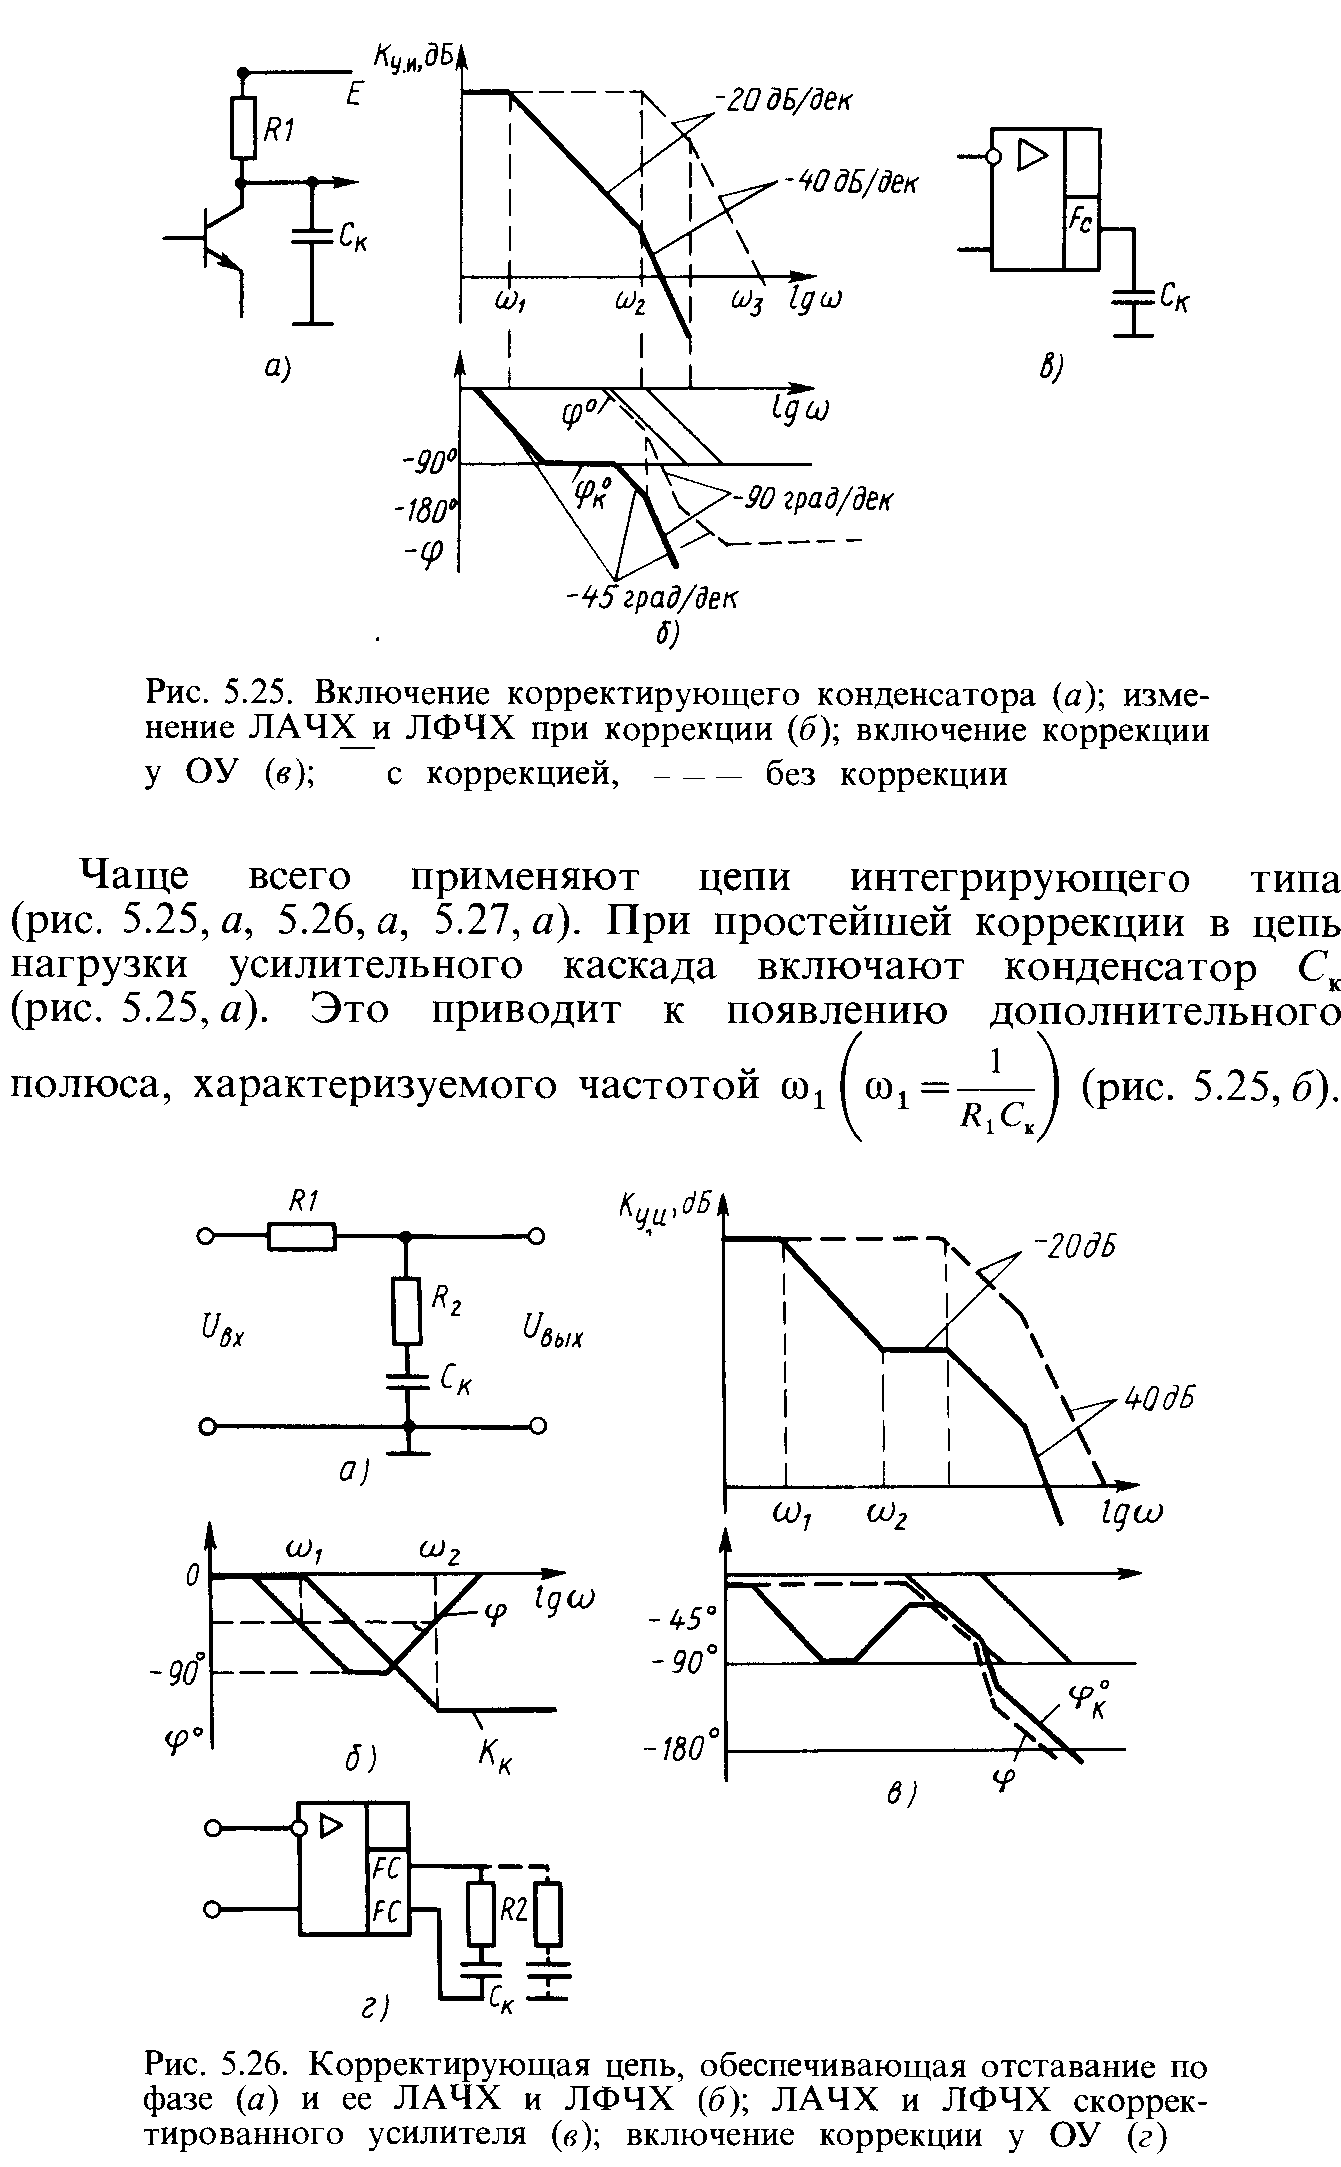 Kу.и, дБ
E
R1
Cк
а)
-20 дБ/дек
-40 дБ/дек
ω1 ω2 ω3 lg ω
lg ω
φ°
-90°
φ°к
-180°
-φ
-90 град/дек
-45 град/дек
б)
Fc
Cк
в)
Рис. 5.25. Включение корректирующего конденсатора (а); изме-
нение ЛАЧХ и ЛФЧХ при коррекции (б); включение коррекции
у ОУ (в); — с коррекцией, – – – без коррекции
Чаще всего применяют цепи интегрирующего типа
(рис. 5.25, а, 5.26, а, 5.27, а). При простейшей коррекции в цепь
нагрузки усилительного каскада включают конденсатор Cк
(рис. 5.25, а). Это приводит к появлению дополнительного
полюса, характеризуемого частотой ω1 (ω1 = 1/(R1Cк)) (рис. 5.25, б).
R1
R2
Uвх
Uвых
Cк
а)
Kу,и, дБ
-20дБ
40дБ
ω1 ω2 lgω
ω1 ω2
0
lgω
φ
-90°
φ°
Kк
б)
-45°
-90°
-180°
φ°к
φ
в)
FC
FC
R2
Cк
г)
Рис. 5.26. Корректирующая цепь, обеспечивающая отставание по
фазе (а) и ее ЛАЧХ и ЛФЧХ (б); ЛАЧХ и ЛФЧХ скоррек-
тированного усилителя (в); включение коррекции у ОУ (г)